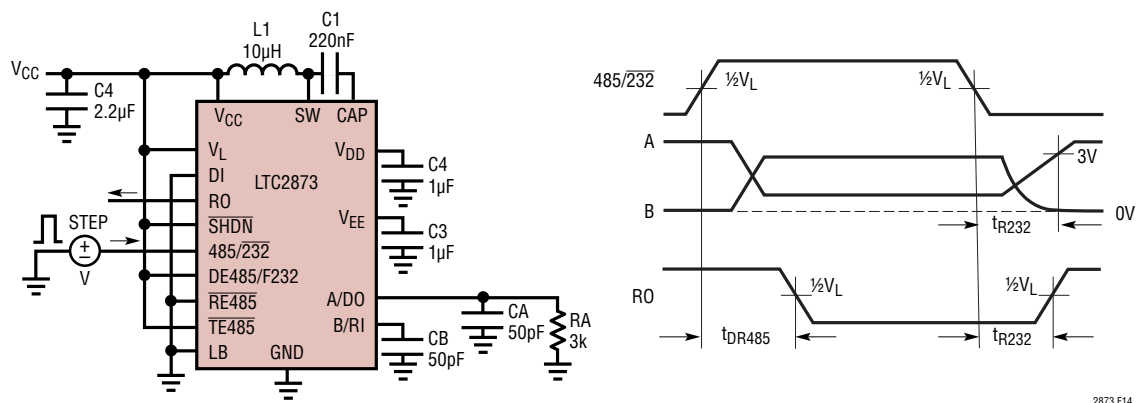 L1
10µH
C1
220nF
VCC
C4
2.2µF
VCC
SW
CAP
VL
DI
RO
SHDN
485/232
DE485/F232
RE485
TE485
LB
GND
LTC2873
VDD
VEE
A/DO
B/RI
C4
1µF
C3
1µF
STEP
+
–
V
CB
50pF
CA
50pF
RA
3k
485/232
½VL
½VL
A
B
3V
0V
tR232
RO
½VL
½VL
tDR485
tR232
2873 F14